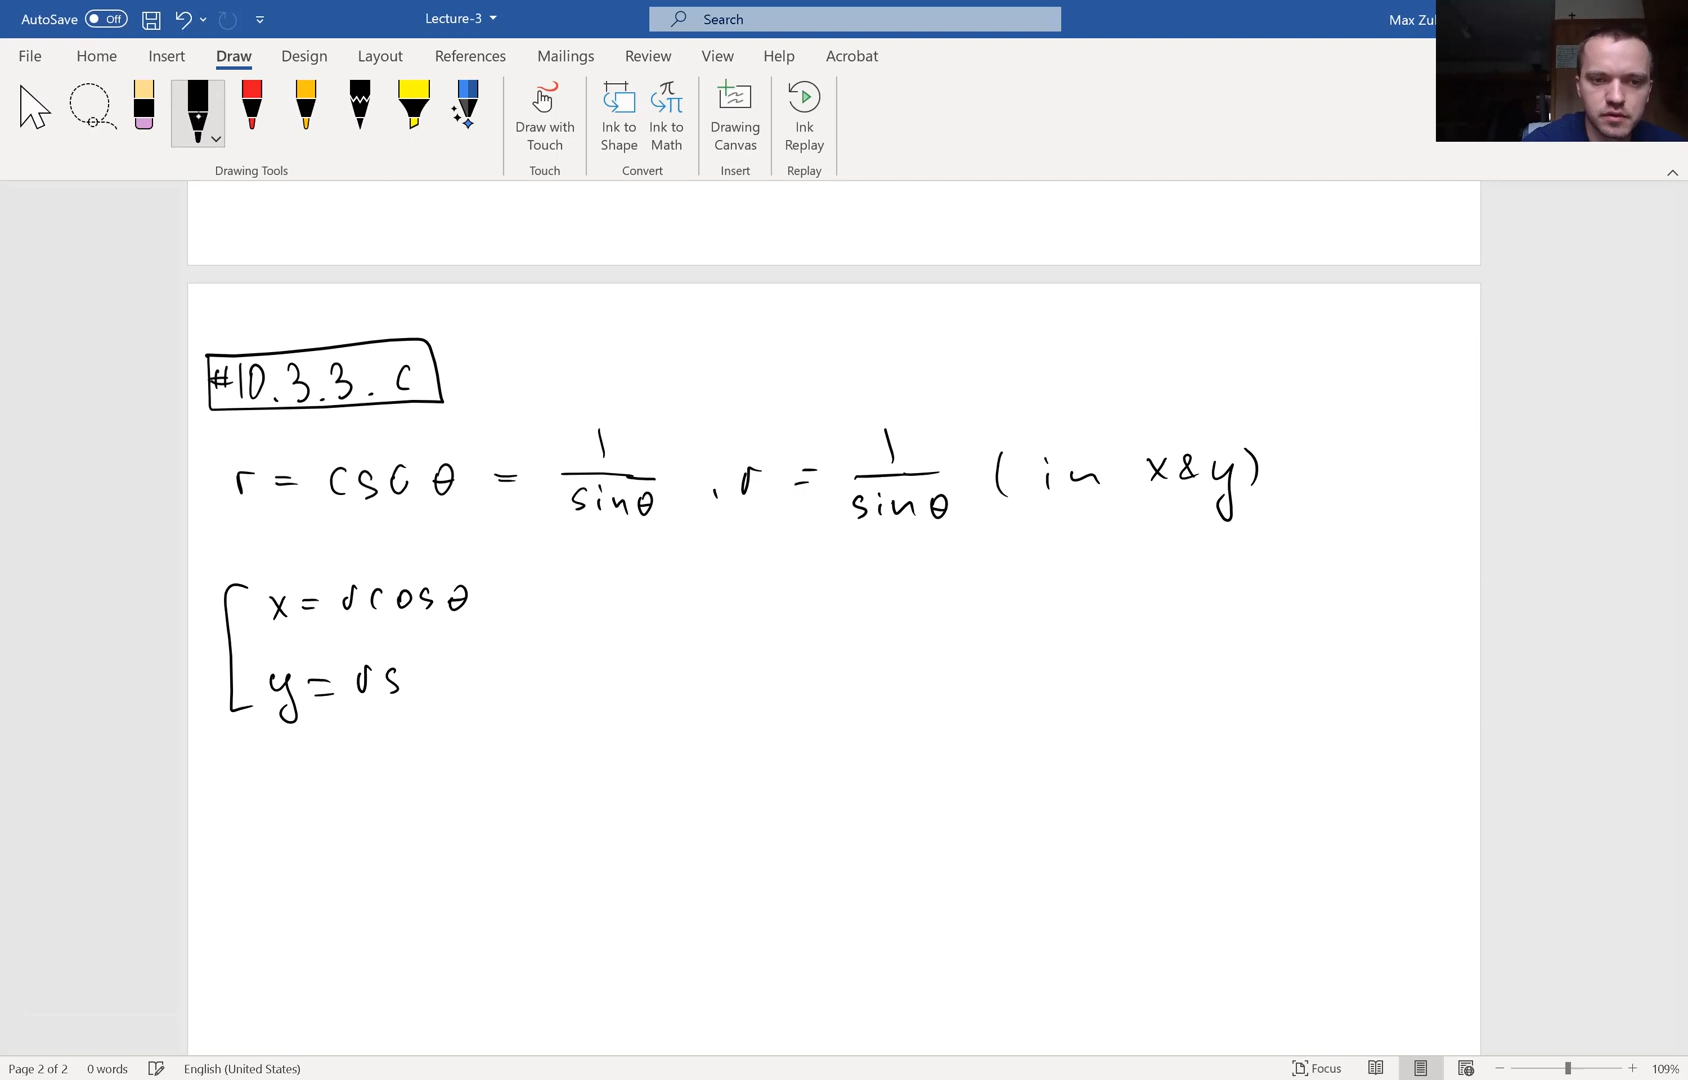 AutoSave Off Lecture-3 Search Max Zul
File Home Insert Draw Design Layout References Mailings Review View Help Acrobat
Draw with Touch Ink to Shape Ink to Math Drawing Canvas Ink Replay
Drawing Tools Touch Convert Insert Replay
#10.3.3.c
r = csc θ = 1/sinθ , r = 1/sinθ (in x & y)
x = r cos θ
y = r s
Page 2 of 2 0 words English (United States) Focus 109%